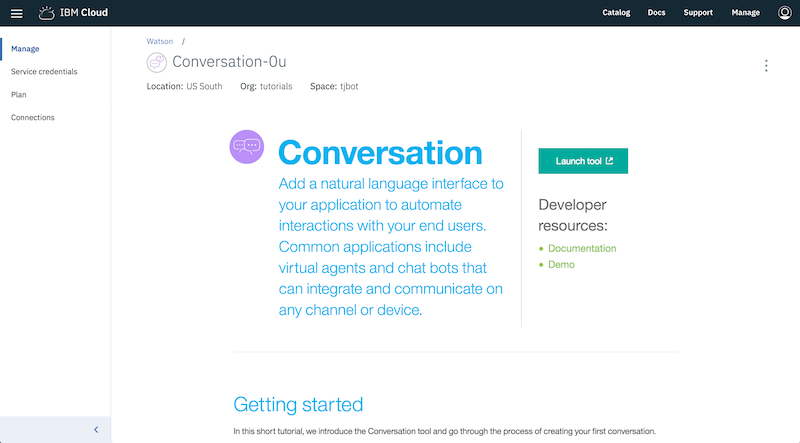 IBM Cloud
Catalog Docs Support Manage
Manage
Service credentials
Plan
Connections
Watson /
Conversation-0u
Location: US South Org: tutorials Space: tjbot
Conversation
Add a natural language interface to
your application to automate
interactions with your end users.
Common applications include
virtual agents and chat bots that
can integrate and communicate on
any channel or device.
Launch tool
Developer
resources:
Documentation
Demo
Getting started
In this short tutorial, we introduce the Conversation tool and go through the process of creating your first conversation.